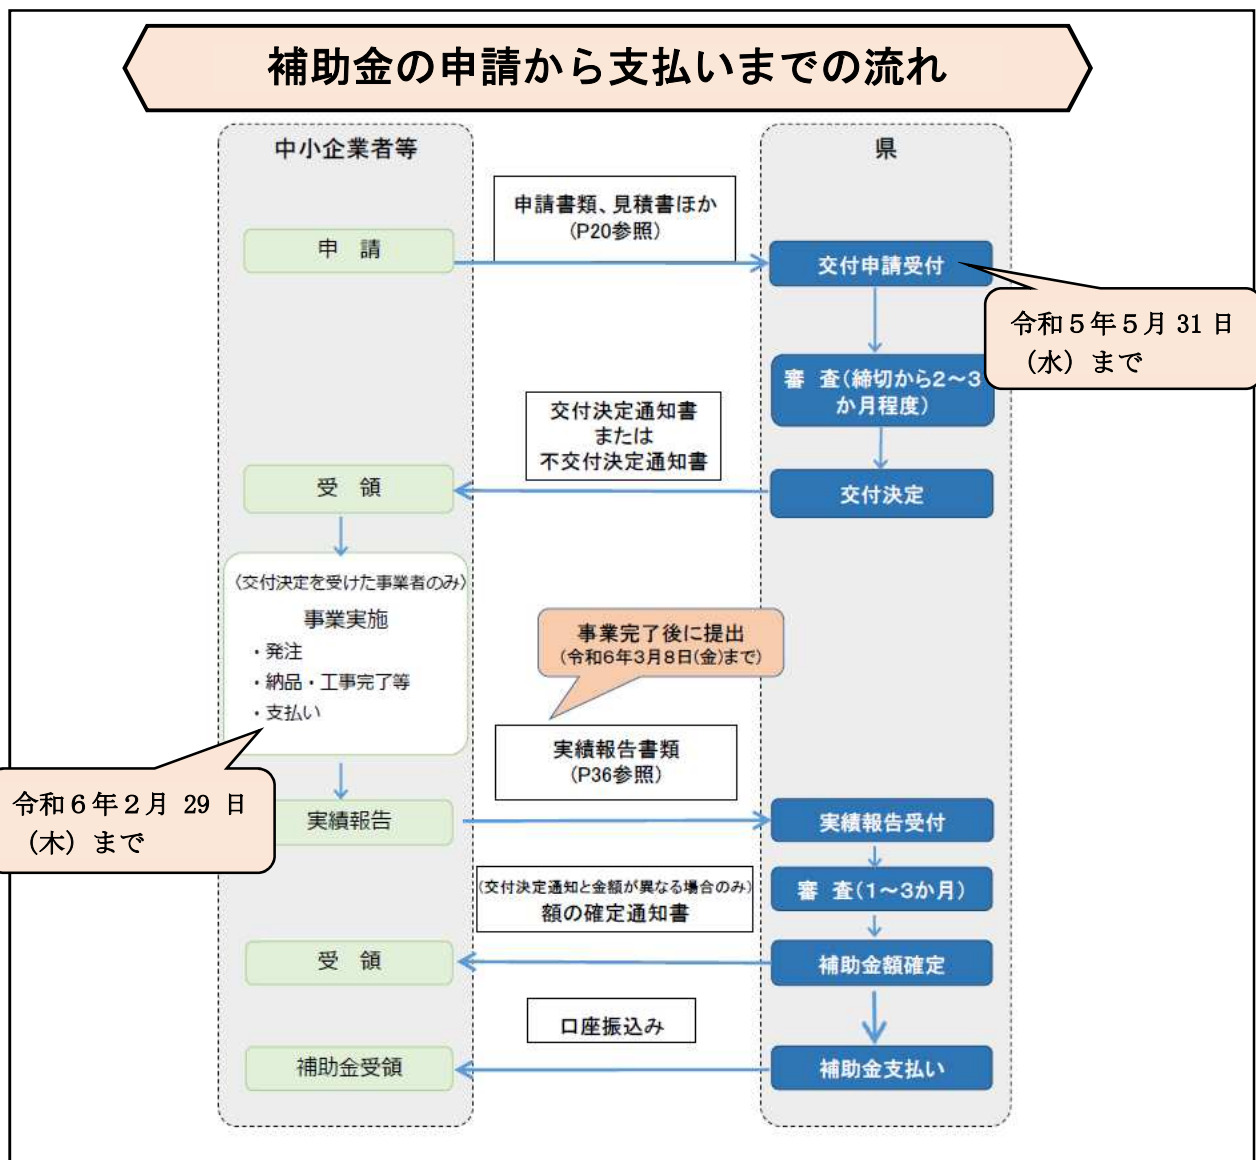 補助金の申請から支払いまでの流れ
中小企業者等
県
申請書類、見積書ほか
(P20参照)
申　請
交付申請受付
令和５年５月 31 日
（水）まで
審　査(締切から2～3
か月程度)
交付決定通知書
または
不交付決定通知書
受　領
交付決定
〈交付決定を受けた事業者のみ〉
事業実施
・発注
・納品・工事完了等
・支払い
事業完了後に提出
(令和6年3月8日(金)まで)
実績報告書類
(P36参照)
令和６年２月 29 日
（木）まで
実績報告
実績報告受付
(交付決定通知と金額が異なる場合のみ)
額の確定通知書
審　査(1～3か月)
受　領
補助金額確定
口座振込み
補助金受領
補助金支払い